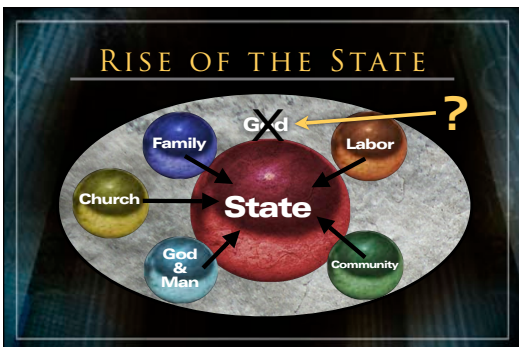 RISE OF THE STATE
God
?
Family
Labor
Church
State
God
&
Man
Community